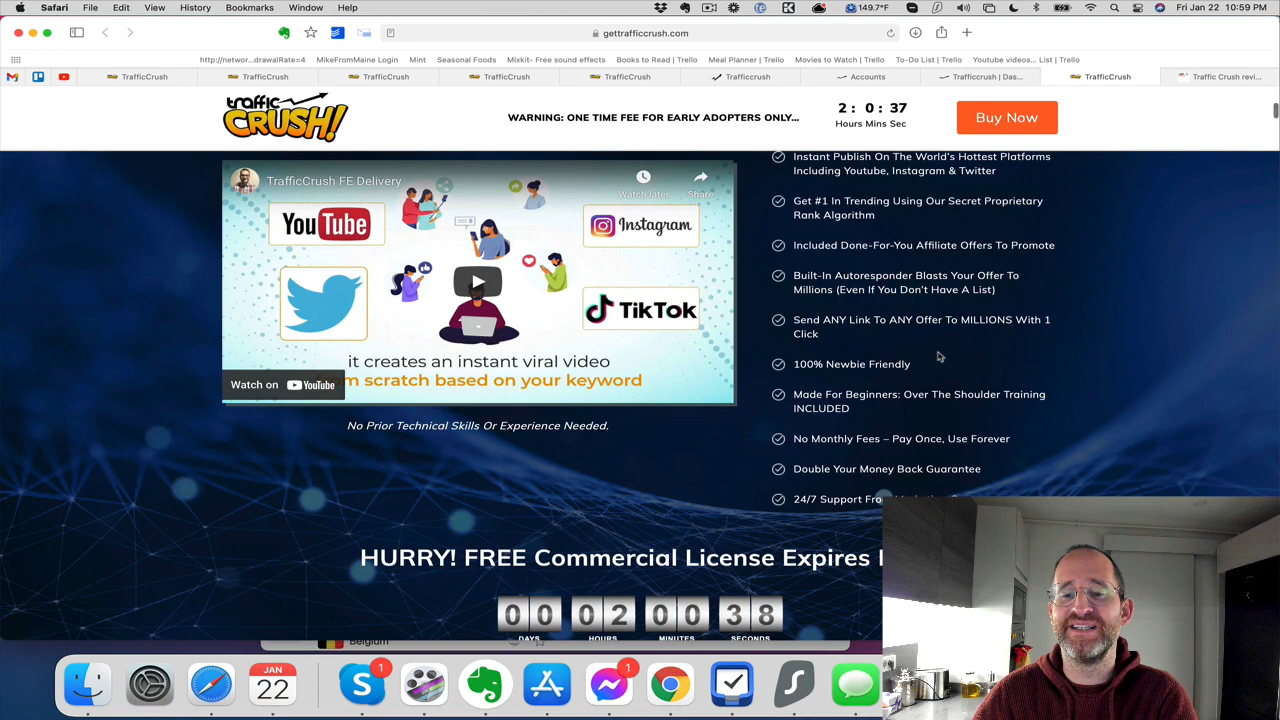 Safari File Edit View History Bookmarks Window Help
149.7°F Fri Jan 22 10:59 PM
gettrafficcrush.com
http://networ...drawalRate=4 MikeFromMaine Login Mint Seasonal Foods Mixkit- Free sound effects Books to Read | Trello Meal Planner | Trello Movies to Watch | Trello To-Do List | Trello Youtube videos... List | Trello
TrafficCrush TrafficCrush TrafficCrush TrafficCrush TrafficCrush Trafficcrush Accounts Trafficcrush | Das... TrafficCrush Traffic Crush revi...
traffic
CRUSH!
WARNING: ONE TIME FEE FOR EARLY ADOPTERS ONLY...
2 : 0 : 37
Hours Mins Sec
Buy Now
TrafficCrush FE Delivery
Watch later
Share
YouTube
Instagram
TikTok
it creates an instant viral video
from scratch based on your keyword
Watch on YouTube
No Prior Technical Skills Or Experience Needed.
Instant Publish On The World's Hottest Platforms
Including Youtube, Instagram & Twitter
Get #1 In Trending Using Our Secret Proprietary
Rank Algorithm
Included Done-For-You Affiliate Offers To Promote
Built-In Autoresponder Blasts Your Offer To
Millions (Even If You Don't Have A List)
Send ANY Link To ANY Offer To MILLIONS With 1
Click
100% Newbie Friendly
Made For Beginners: Over The Shoulder Training
INCLUDED
No Monthly Fees – Pay Once, Use Forever
Double Your Money Back Guarantee
24/7 Support
HURRY! FREE Commercial License Expires
00 02 00 38
DAYS HOURS MINUTES SECONDS
Belgium
JAN
22
1
1